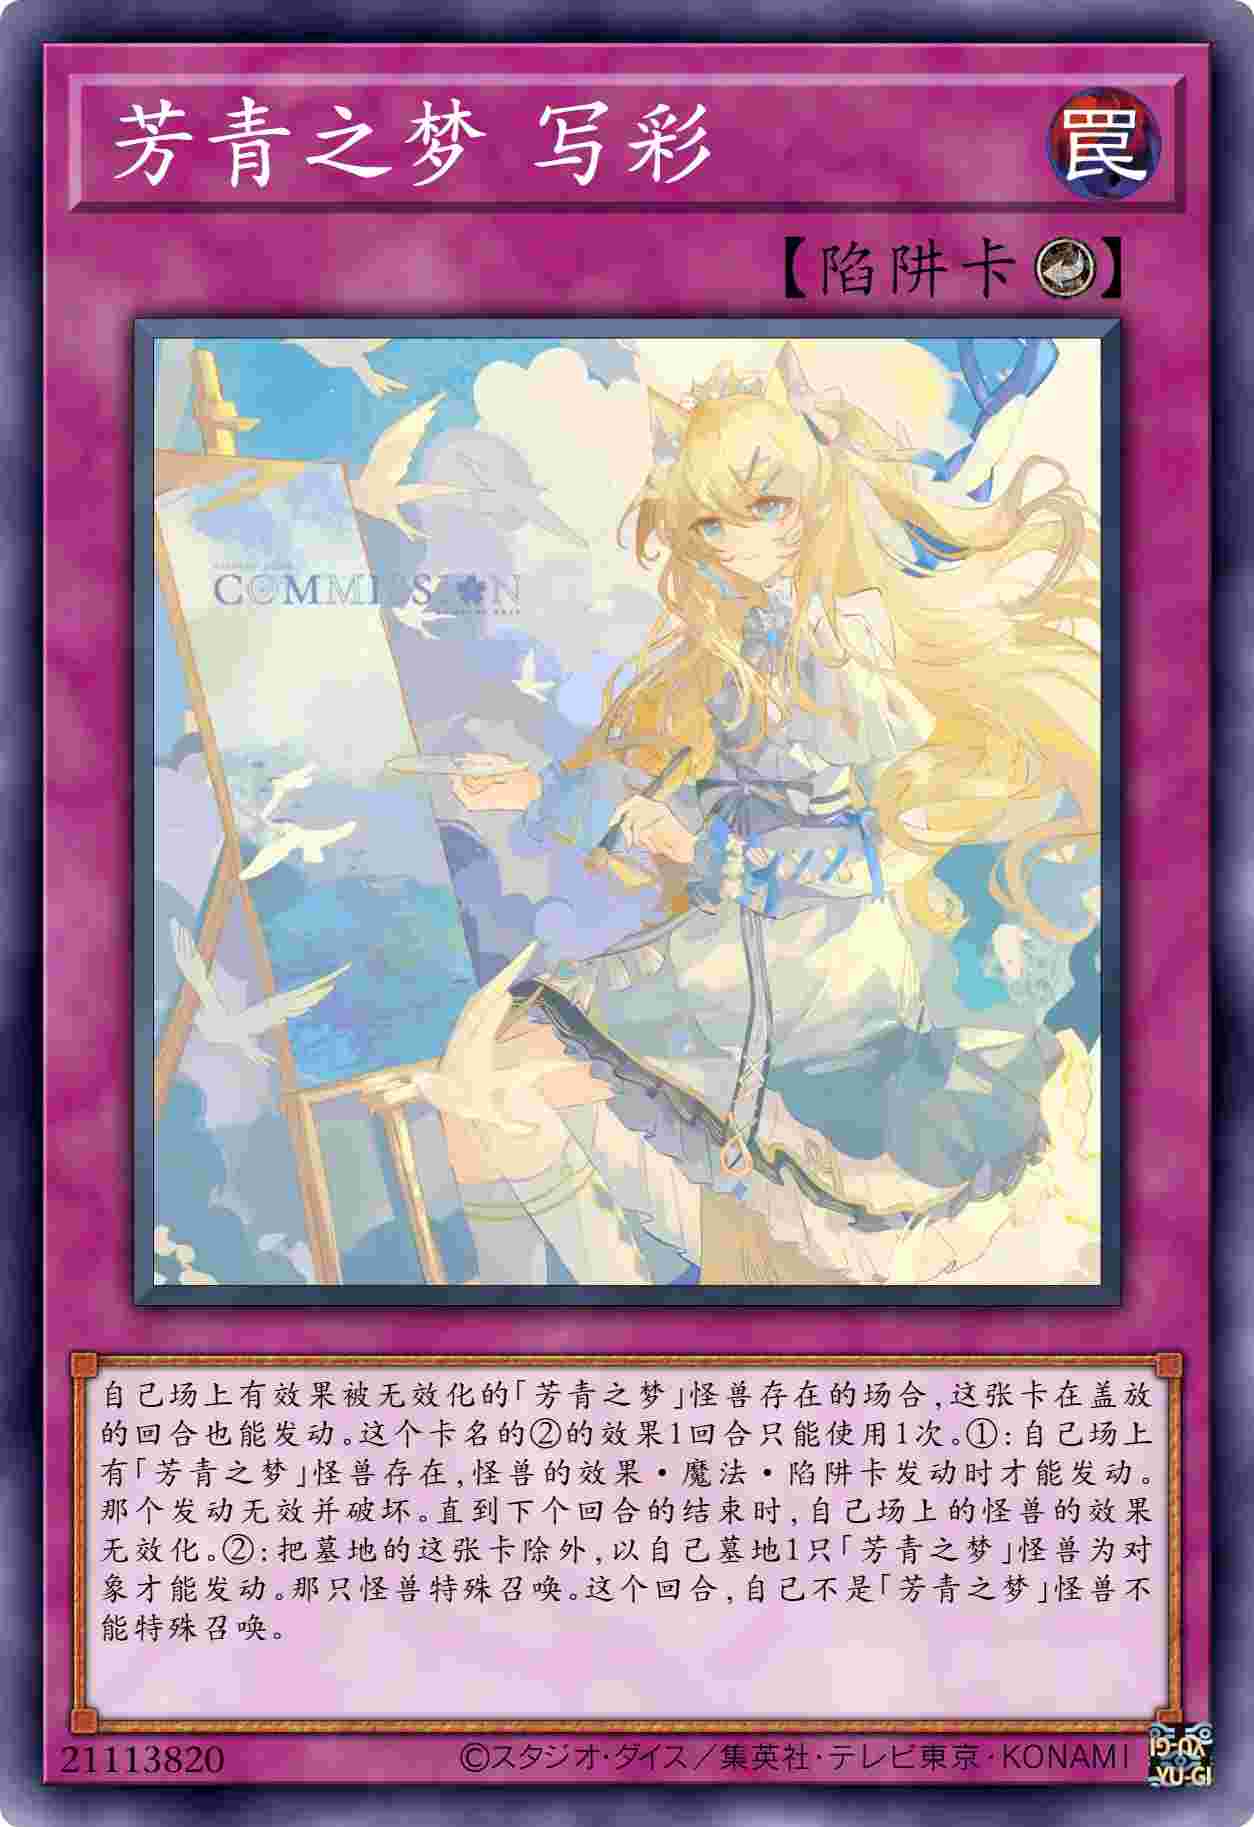 芳青之梦 写彩
罠
【陷阱卡】
COMMISSION
自己场上有效果被无效化的「芳青之梦」怪兽存在的场合,这张卡在盖放
的回合也能发动。这个卡名的②的效果1回合只能使用1次。①:自己场上
有「芳青之梦」怪兽存在,怪兽的效果·魔法·陷阱卡发动时才能发动。
那个发动无效并破坏。直到下个回合的结束时,自己场上的怪兽的效果
无效化。②:把墓地的这张卡除外,以自己墓地1只「芳青之梦」怪兽为对
象才能发动。那只怪兽特殊召唤。这个回合,自己不是「芳青之梦」怪兽不
能特殊召唤。
21113820
©スタジオ·ダイス／集英社·テレビ東京·KONAMI
YU-GI